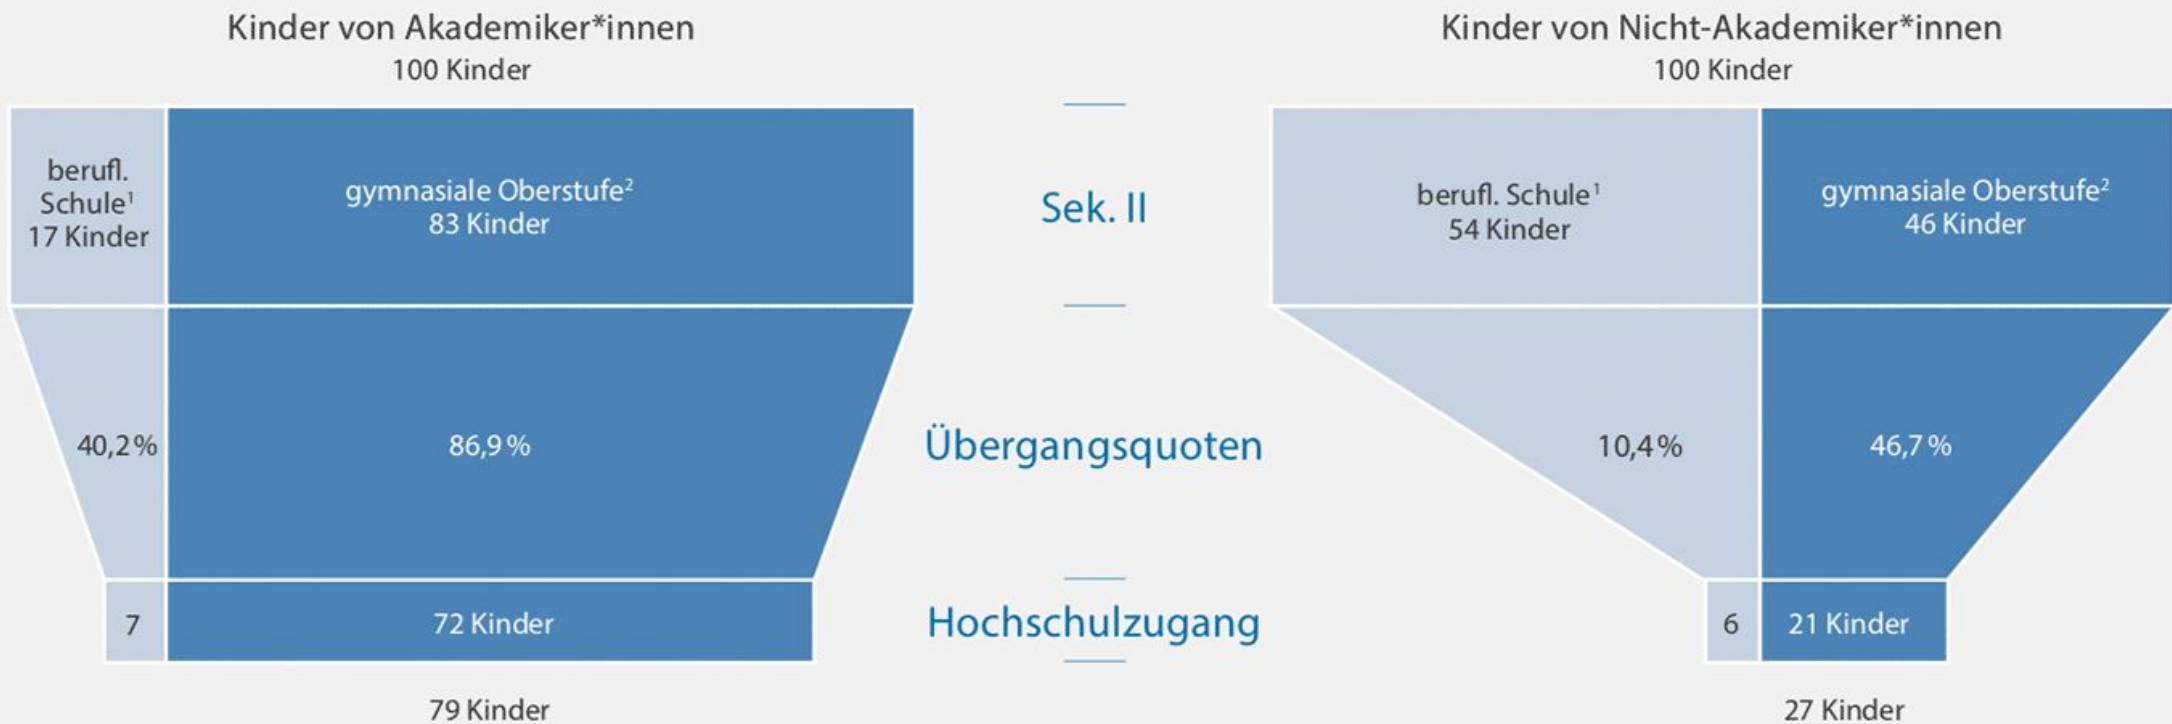 Kinder von Akademiker*innen
100 Kinder
berufl.
Schule¹
17 Kinder
gymnasiale Oberstufe²
83 Kinder
40,2 %
86,9 %
7
72 Kinder
79 Kinder
Sek. II
Übergangsquoten
Hochschulzugang
Kinder von Nicht-Akademiker*innen
100 Kinder
berufl. Schule¹
54 Kinder
gymnasiale Oberstufe²
46 Kinder
10,4 %
46,7 %
6
21 Kinder
27 Kinder